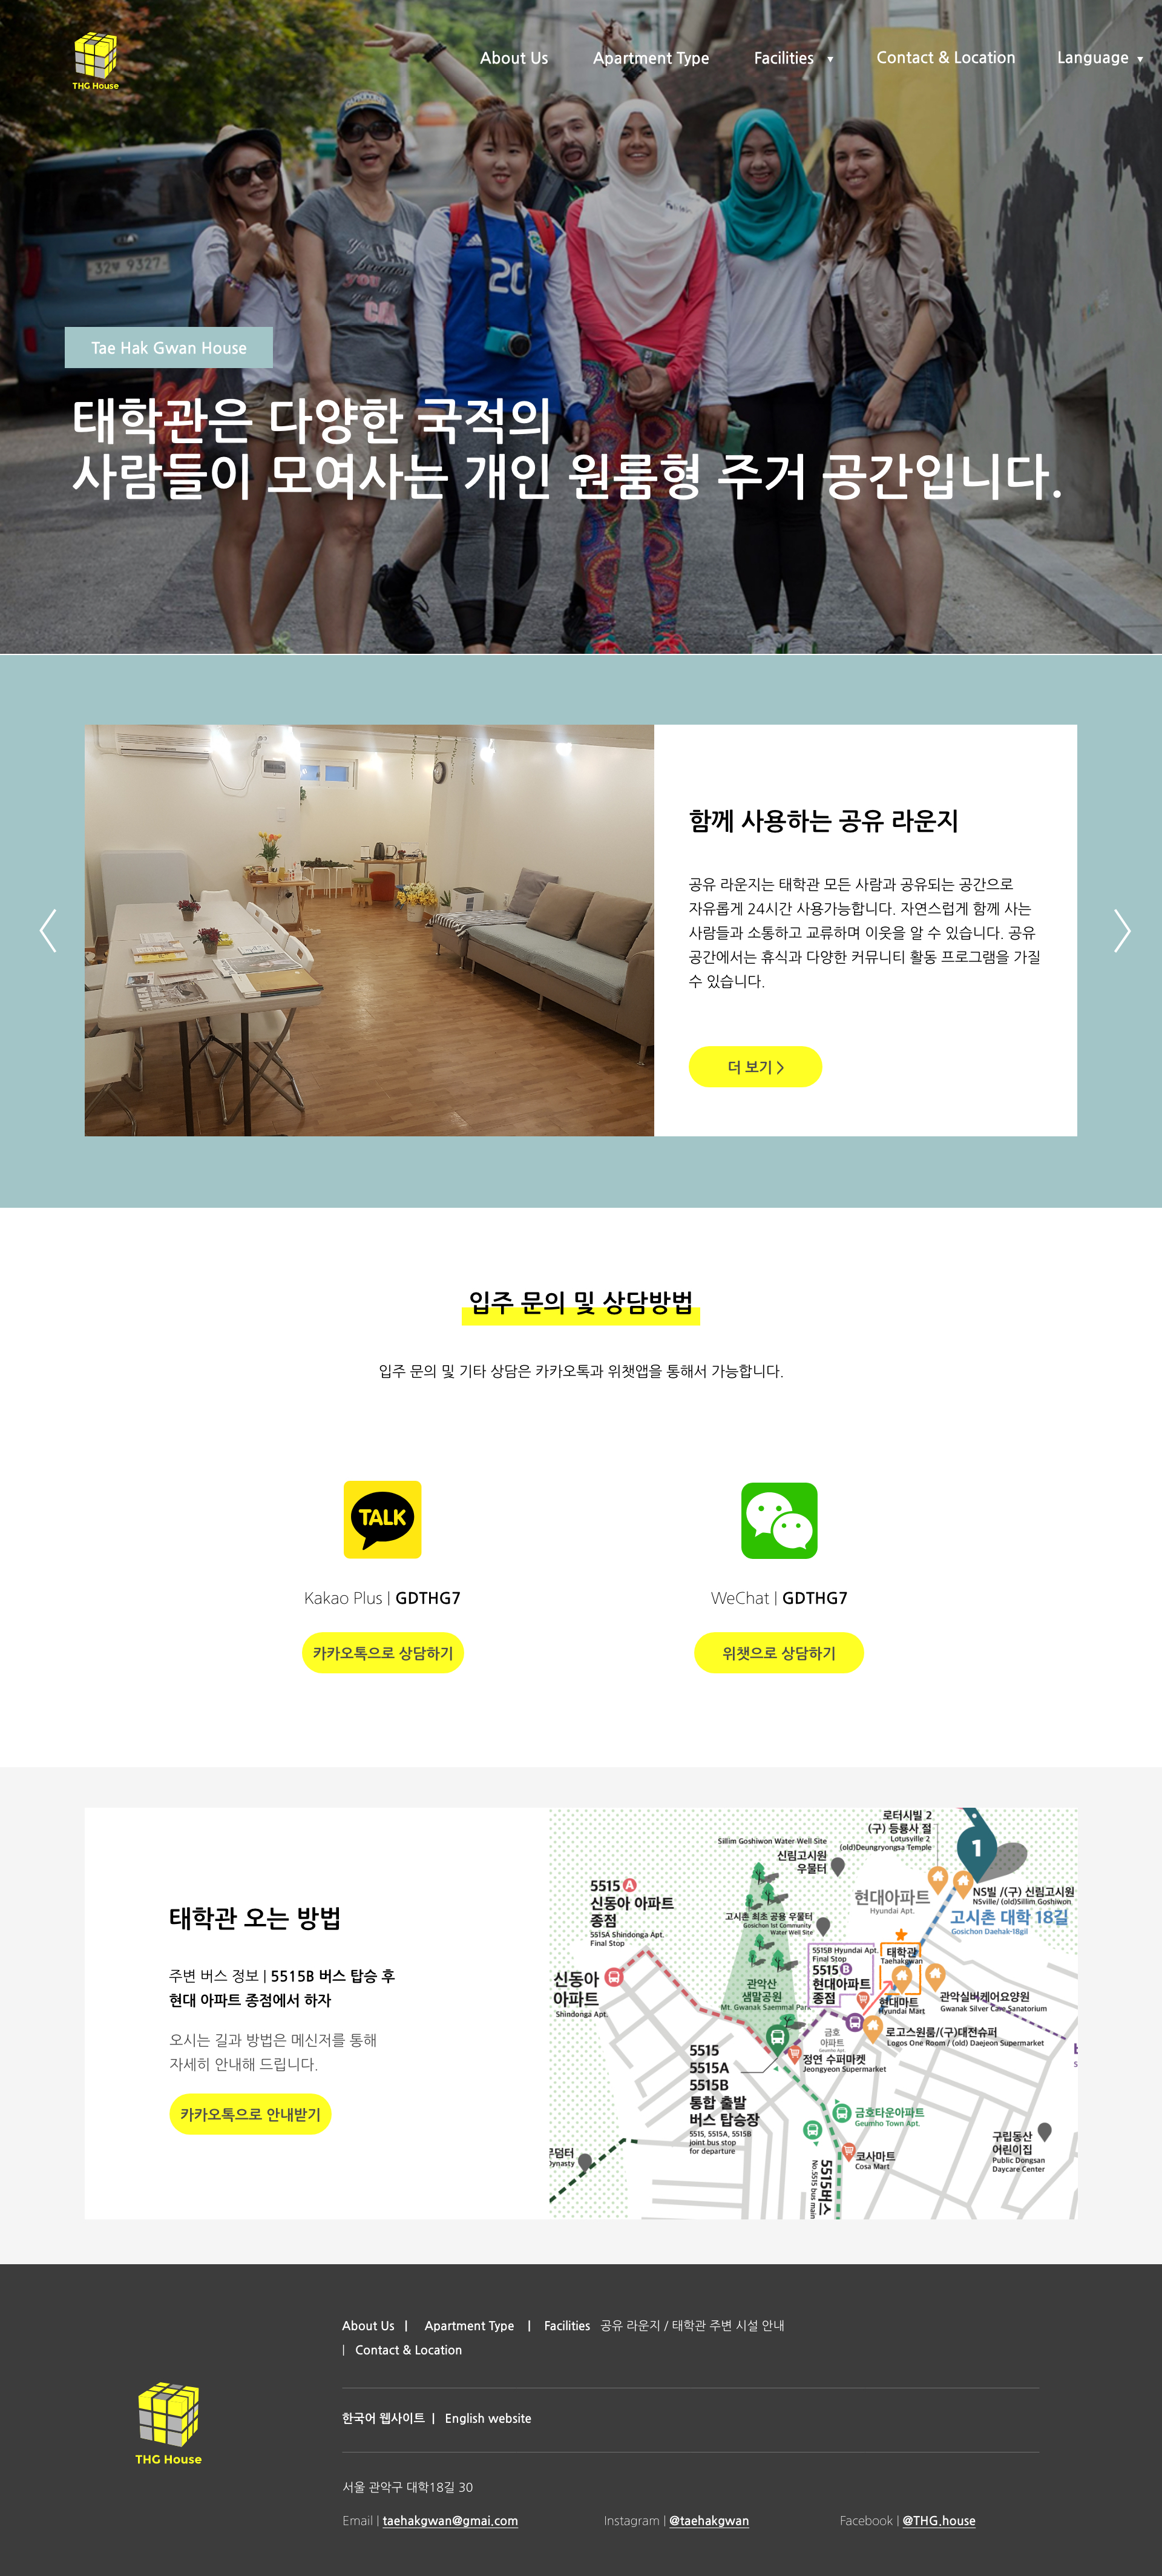 THG House
About Us
Apartment Type
Facilities ▼
Contact & Location
Language ▼
32우 9327
20
Tae Hak Gwan House
태학관은 다양한 국적의
사람들이 모여사는 개인 원룸형 주거 공간입니다.
함께 사용하는 공유 라운지
공유 라운지는 태학관 모든 사람과 공유되는 공간으로
자유롭게 24시간 사용가능합니다. 자연스럽게 함께 사는
사람들과 소통하고 교류하며 이웃을 알 수 있습니다. 공유
공간에서는 휴식과 다양한 커뮤니티 활동 프로그램을 가질
수 있습니다.
더 보기 >
입주 문의 및 상담방법
입주 문의 및 기타 상담은 카카오톡과 위챗앱을 통해서 가능합니다.
TALK
Kakao Plus | GDTHG7
카카오톡으로 상담하기
WeChat | GDTHG7
위챗으로 상담하기
태학관 오는 방법
주변 버스 정보 | 5515B 버스 탑승 후
현대 아파트 종점에서 하자
오시는 길과 방법은 메신저를 통해
자세히 안내해 드립니다.
카카오톡으로 안내받기
로터시빌 2
(구) 등룡사 절
Lotusville 2
(old)Deungryongsa Temple
1
Sillim Goshiwon Water Well Site
신림고시원
우물터
5515 A
신동아 아파트
종점
5515A Shindonga Apt.
Final Stop
현대아파트
Hyundai Apt.
NS빌 /(구) 신림고시원
NSville/ (old)Sillim Goshiwon
고시촌 대학 18길
Gosichon Daehak-18gil
고시촌 최초 공용 우물터
Gosichon 1st Community
Water Well Site
5515B Hyundai Apt.
Final Stop
5515 B
현대아파트
종점
태학관
Taehakgwan
신동아
아파트
Shindonga Apt.
관악산
샘말공원
Mt. Gwanak Saemmal Park
현대마트
Hyundai Mart
관악실버케어요양원
Gwanak Silver Care Sanatorium
금호
아파트
Geumho Apt.
로고스원룸/(구)대전슈퍼
Logos One Room / (old) Daejeon Supermarket
정연 수퍼마켓
Jeongyeon Supermarket
5515
5515A
5515B
통합 출발
버스 탑승장
5515, 5515A, 5515B
joint bus stop
for departure
금호타운아파트
Geumho Town Apt.
코사마트
Cosa Mart
구립동산
어린이집
Public Dongsan
Daycare Center
무덤터
Dynasty
5515버스
No.5515 bus main
About Us | Apartment Type | Facilities 공유 라운지 / 태학관 주변 시설 안내
| Contact & Location
한국어 웹사이트 | English website
THG House
서울 관악구 대학18길 30
Email | taehakgwan@gmai.com
Instagram | @taehakgwan
Facebook | @THG.house